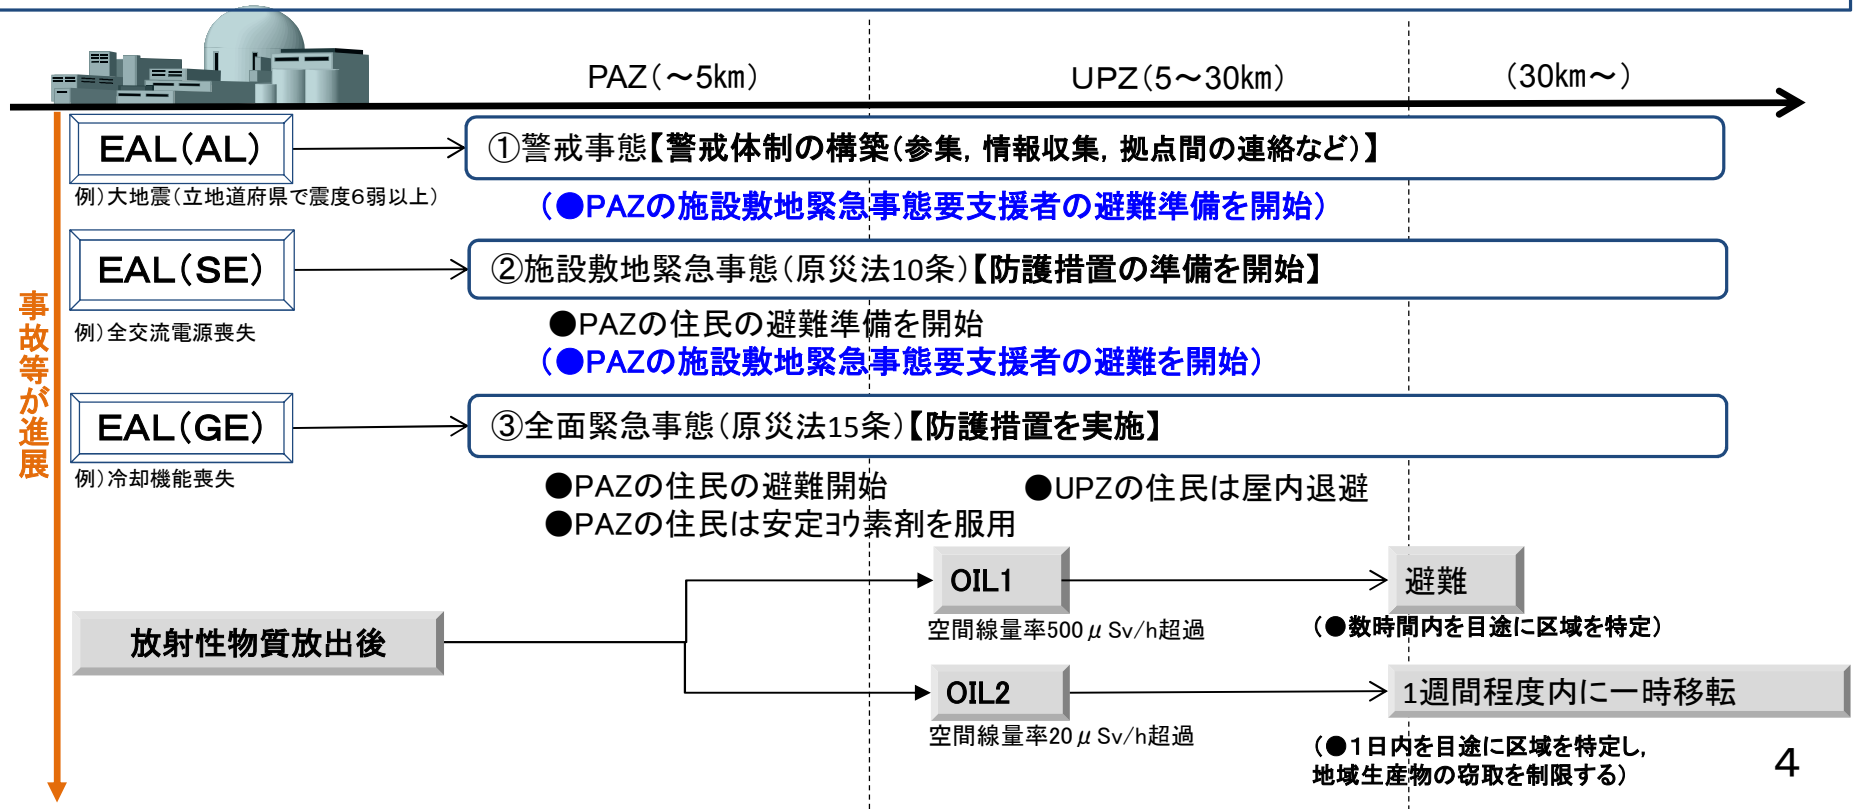 PAZ(～5km)
UPZ(5～30km)
(30km～)
EAL(AL)
①警戒事態【警戒体制の構築(参集, 情報収集, 拠点間の連絡など)】
例)大地震(立地道府県で震度6弱以上)
(●PAZの施設敷地緊急事態要支援者の避難準備を開始)
EAL(SE)
②施設敷地緊急事態(原災法10条)【防護措置の準備を開始】
例)全交流電源喪失
●PAZの住民の避難準備を開始
(●PAZの施設敷地緊急事態要支援者の避難を開始)
事故等が進展
EAL(GE)
③全面緊急事態(原災法15条)【防護措置を実施】
例)冷却機能喪失
●PAZの住民の避難開始
●UPZの住民は屋内退避
●PAZの住民は安定ﾖｳ素剤を服用
放射性物質放出後
OIL1
避難
空間線量率500μSv/h超過
(●数時間内を目途に区域を特定)
OIL2
1週間程度内に一時移転
空間線量率20μSv/h超過
(●1日内を目途に区域を特定し,
地域生産物の窃取を制限する)
4